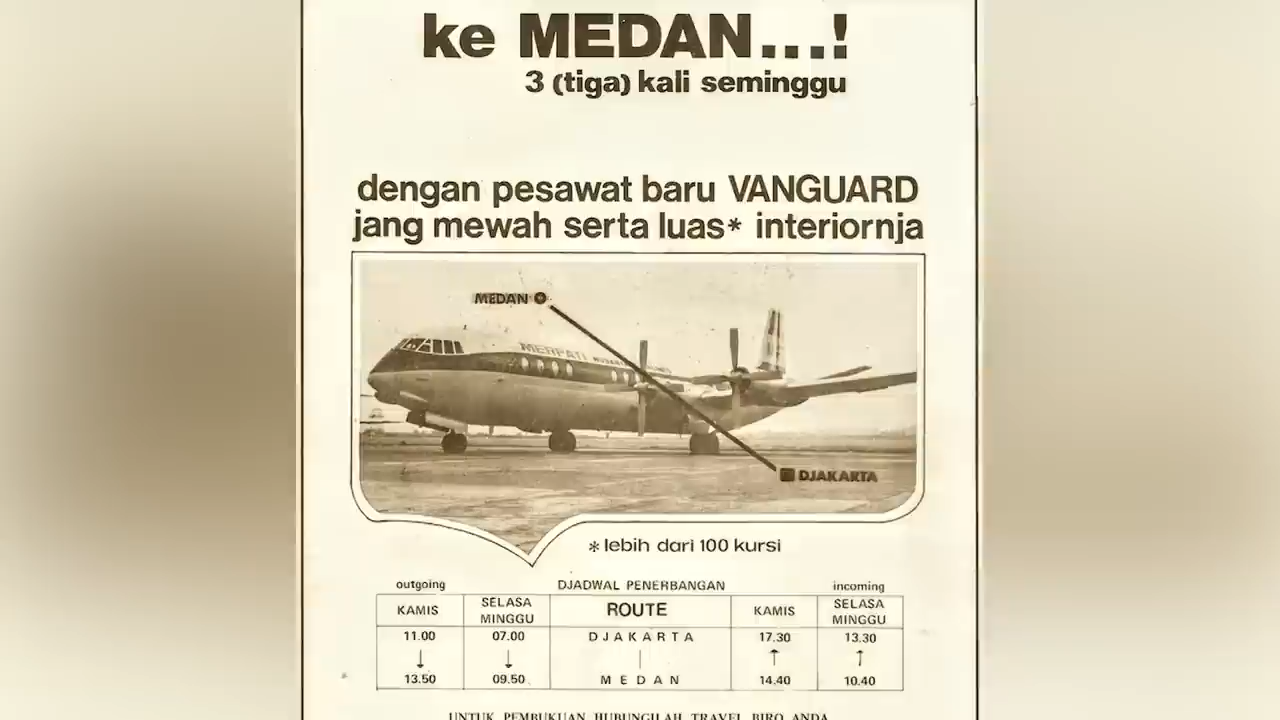 ke MEDAN...!
3 (tiga) kali seminggu
dengan pesawat baru VANGUARD
jang mewah serta luas* interiornja
MEDAN
MERPATI
DJAKARTA
*lebih dari 100 kursi
outgoing DJADWAL PENERBANGAN incoming
KAMIS SELASA MINGGU ROUTE KAMIS SELASA MINGGU
11.00 07.00 DJAKARTA 17.30 13.30
↓ ↓ | ↑ ↑
13.50 09.50 MEDAN 14.40 10.40
UNTUK PEMBUKUAN HUBUNGILAH TRAVEL BIRO ANDA